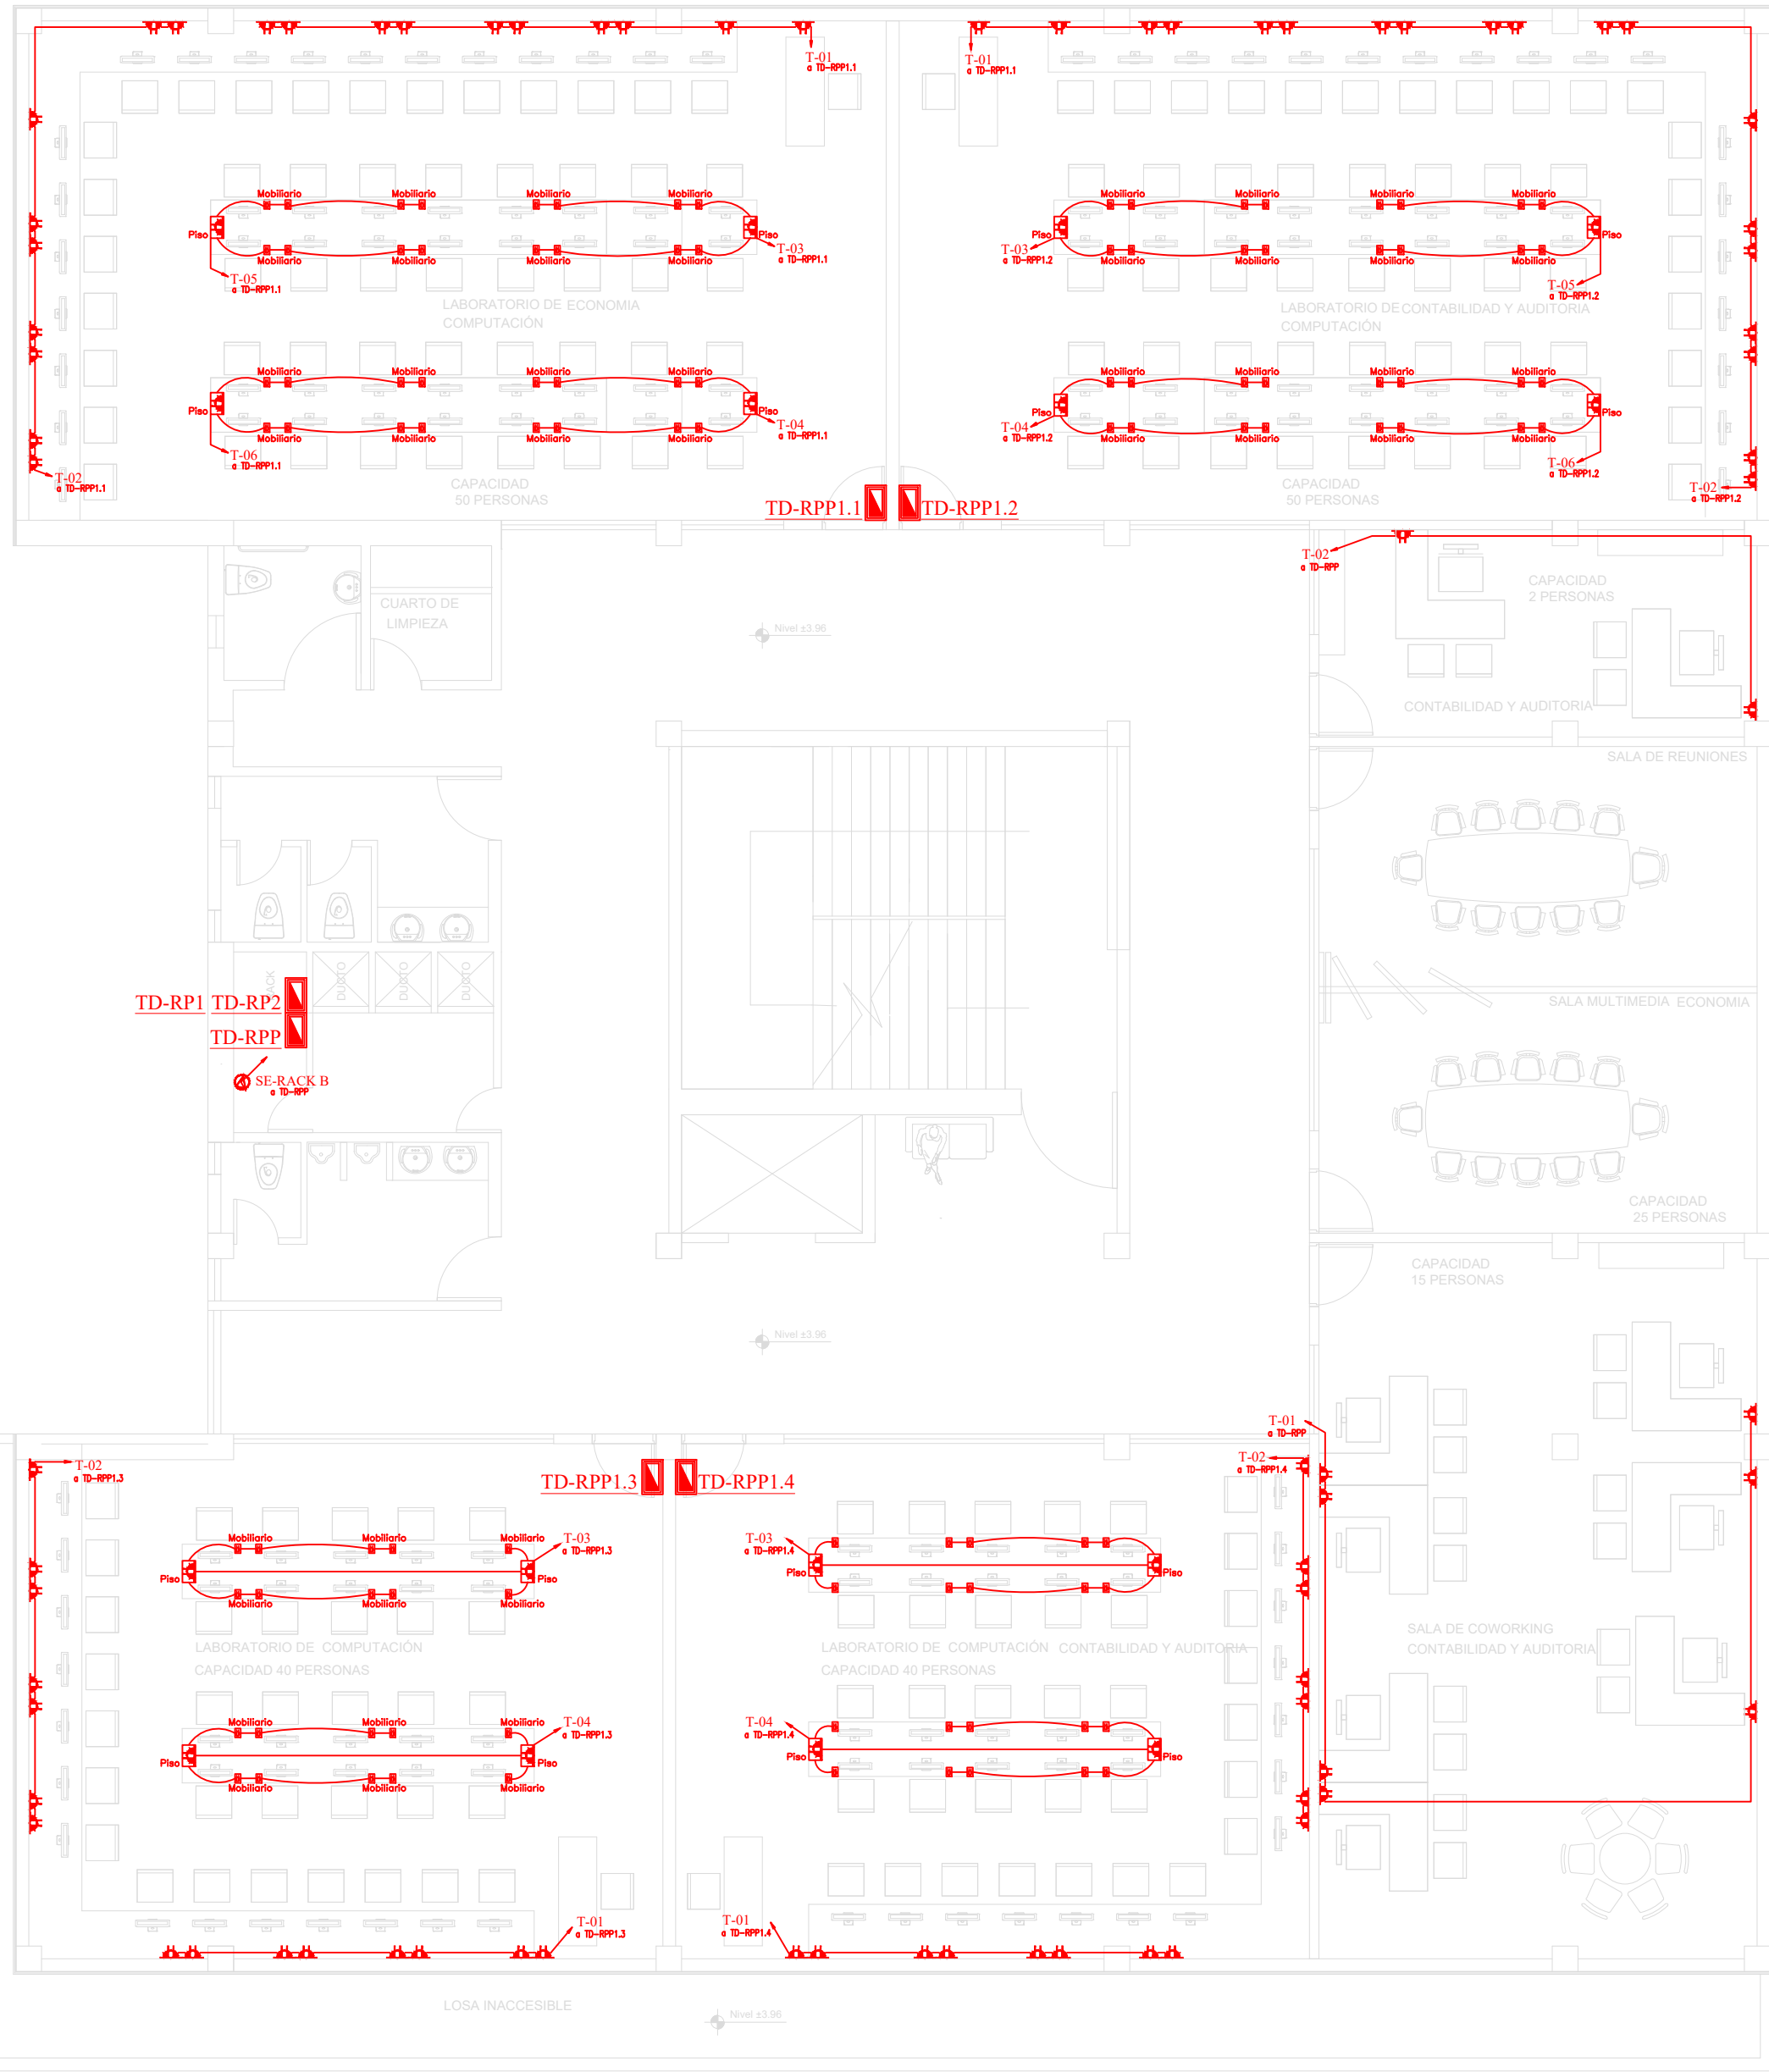 T-01
a TD-RPP1.1
T-01
a TD-RPP1.1
Mobiliario
Mobiliario
Mobiliario
Mobiliario
Mobiliario
Mobiliario
Mobiliario
Mobiliario
Piso
Piso
Piso
Piso
T-03
a TD-RPP1.1
T-03
a TD-RPP1.2
Mobiliario
Mobiliario
Mobiliario
Mobiliario
Mobiliario
Mobiliario
Mobiliario
Mobiliario
T-05
a TD-RPP1.1
T-05
a TD-RPP1.2
LABORATORIO DE ECONOMIA
COMPUTACIÓN
LABORATORIO DE CONTABILIDAD Y AUDITORIA
COMPUTACIÓN
Mobiliario
Mobiliario
Mobiliario
Mobiliario
Mobiliario
Mobiliario
Mobiliario
Mobiliario
Piso
Piso
Piso
Piso
T-04
a TD-RPP1.1
T-04
a TD-RPP1.2
Mobiliario
Mobiliario
Mobiliario
Mobiliario
Mobiliario
Mobiliario
Mobiliario
Mobiliario
T-06
a TD-RPP1.1
T-06
a TD-RPP1.2
T-02
a TD-RPP1.1
T-02
a TD-RPP1.2
CAPACIDAD
50 PERSONAS
CAPACIDAD
50 PERSONAS
TD-RPP1.1
TD-RPP1.2
T-02
a TD-RPP
CAPACIDAD
2 PERSONAS
CUARTO DE
LIMPIEZA
Nivel ±3.96
CONTABILIDAD Y AUDITORIA
SALA DE REUNIONES
RACK
DUCTO
DUCTO
DUCTO
TD-RP1 TD-RP2
TD-RPP
SALA MULTIMEDIA ECONOMIA
SE-RACK B
a TD-RPP
CAPACIDAD
25 PERSONAS
CAPACIDAD
15 PERSONAS
Nivel ±3.96
T-01
a TD-RPP
T-02
a TD-RPP1.3
TD-RPP1.3
TD-RPP1.4
T-02
a TD-RPP1.4
Mobiliario
Mobiliario
Mobiliario
T-03
a TD-RPP1.3
T-03
a TD-RPP1.4
Piso
Piso
Piso
Piso
Mobiliario
Mobiliario
Mobiliario
LABORATORIO DE COMPUTACIÓN
CAPACIDAD 40 PERSONAS
LABORATORIO DE COMPUTACIÓN CONTABILIDAD Y AUDITORIA
CAPACIDAD 40 PERSONAS
SALA DE COWORKING
CONTABILIDAD Y AUDITORIA
Mobiliario
Mobiliario
Mobiliario
T-04
a TD-RPP1.3
T-04
a TD-RPP1.4
Piso
Piso
Piso
Piso
Mobiliario
Mobiliario
Mobiliario
T-01
a TD-RPP1.3
T-01
a TD-RPP1.4
LOSA INACCESIBLE
Nivel ±3.96